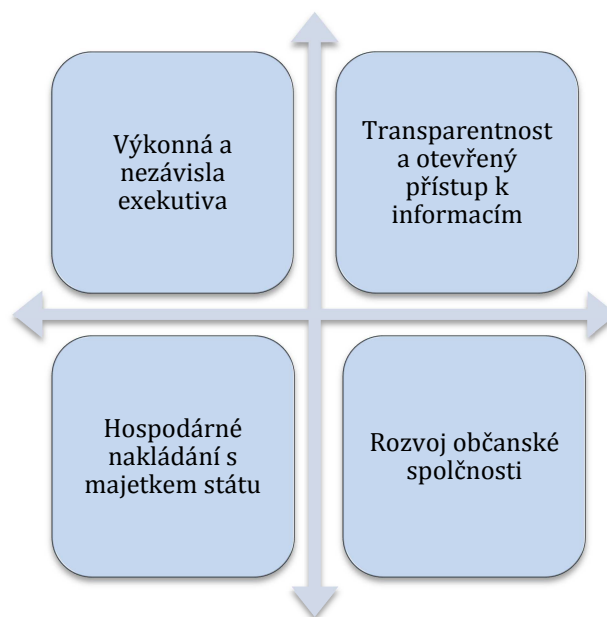 Výkonná a
nezávisla
exekutiva
Transparentnost
a otevřený
přístup k
informacím
Hospodárné
nakládání s
majetkem státu
Rozvoj občanské
spolčnosti